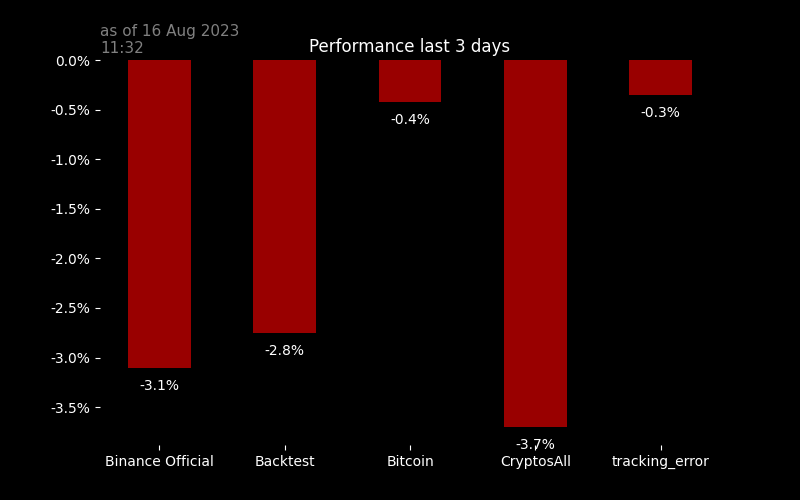 as of 16 Aug 2023
11:32
Performance last 3 days
0.0%
-0.5%
-1.0%
-1.5%
-2.0%
-2.5%
-3.0%
-3.5%
-3.1%
-2.8%
-0.4%
-3.7%
-0.3%
Binance Official
Backtest
Bitcoin
CryptosAll
tracking_error